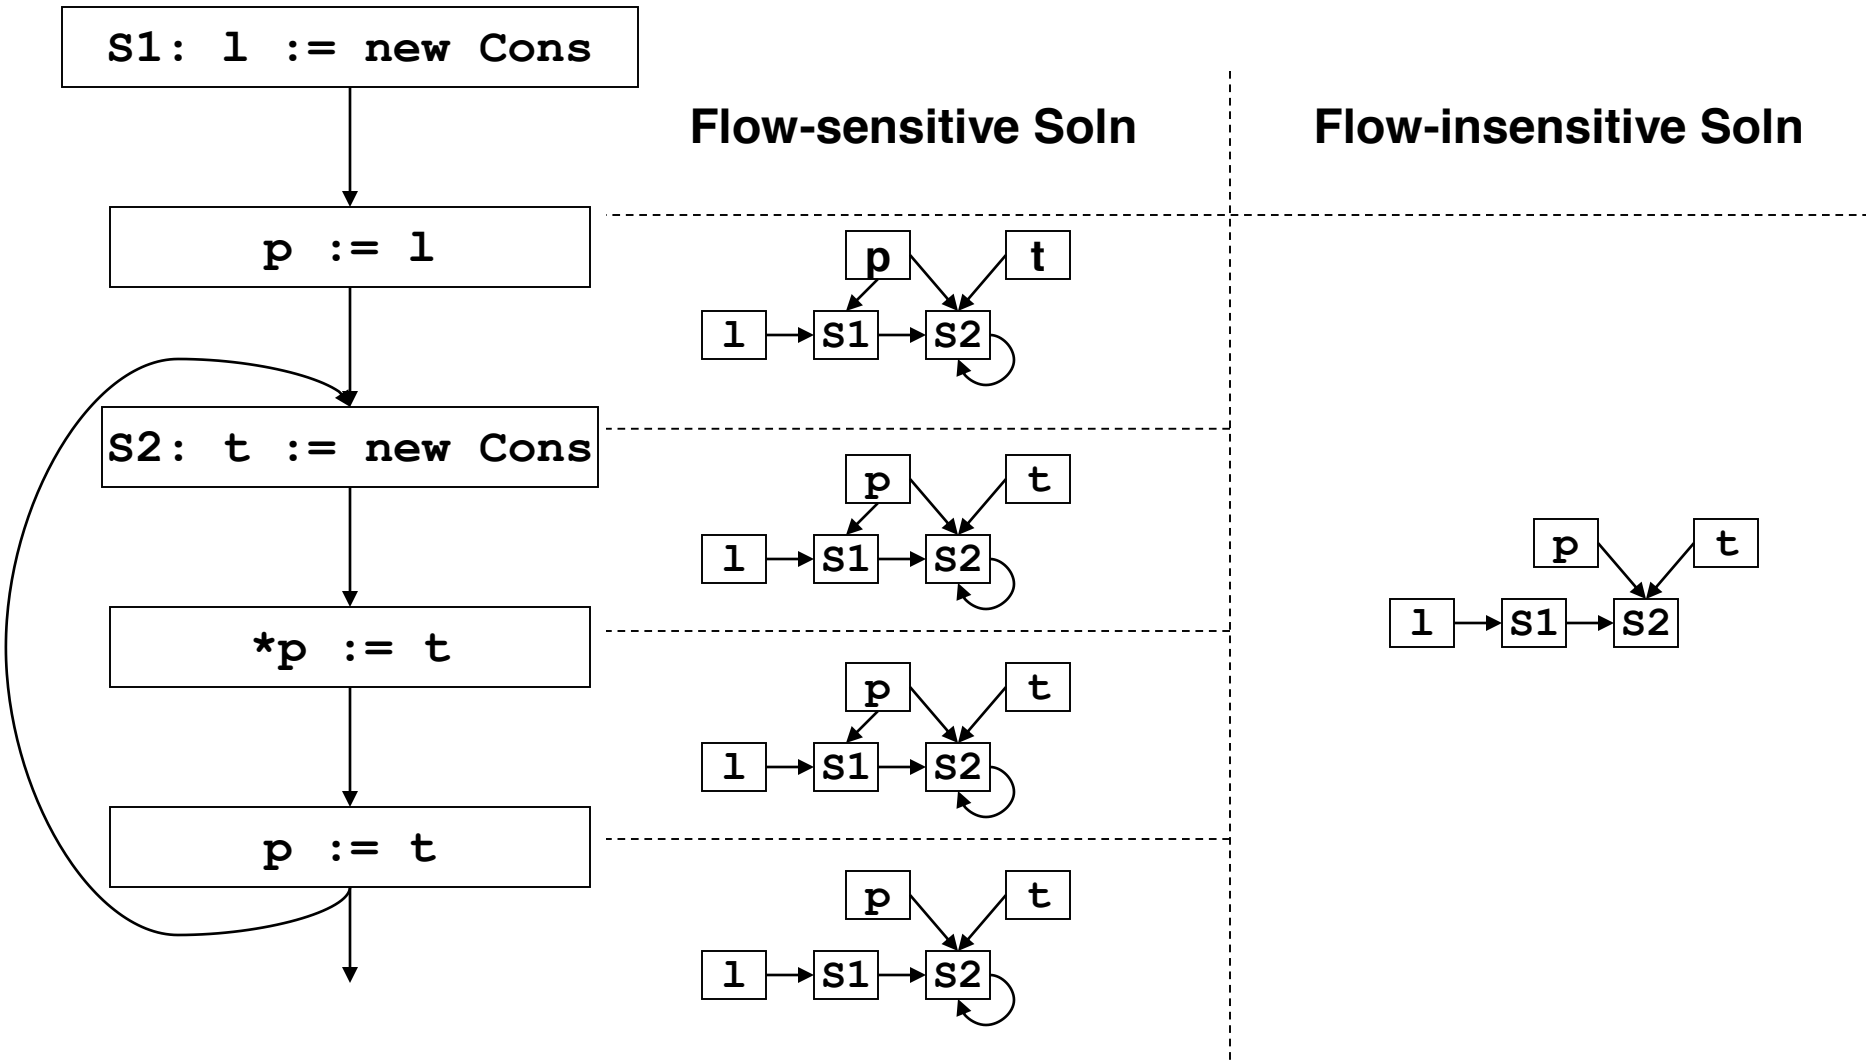 S1: l := new Cons
Flow-sensitive Soln
Flow-insensitive Soln
p := l
p t
l S1 S2
S2: t := new Cons
p t
l S1 S2
p t
l S1 S2
*p := t
p t
l S1 S2
p := t
p t
l S1 S2